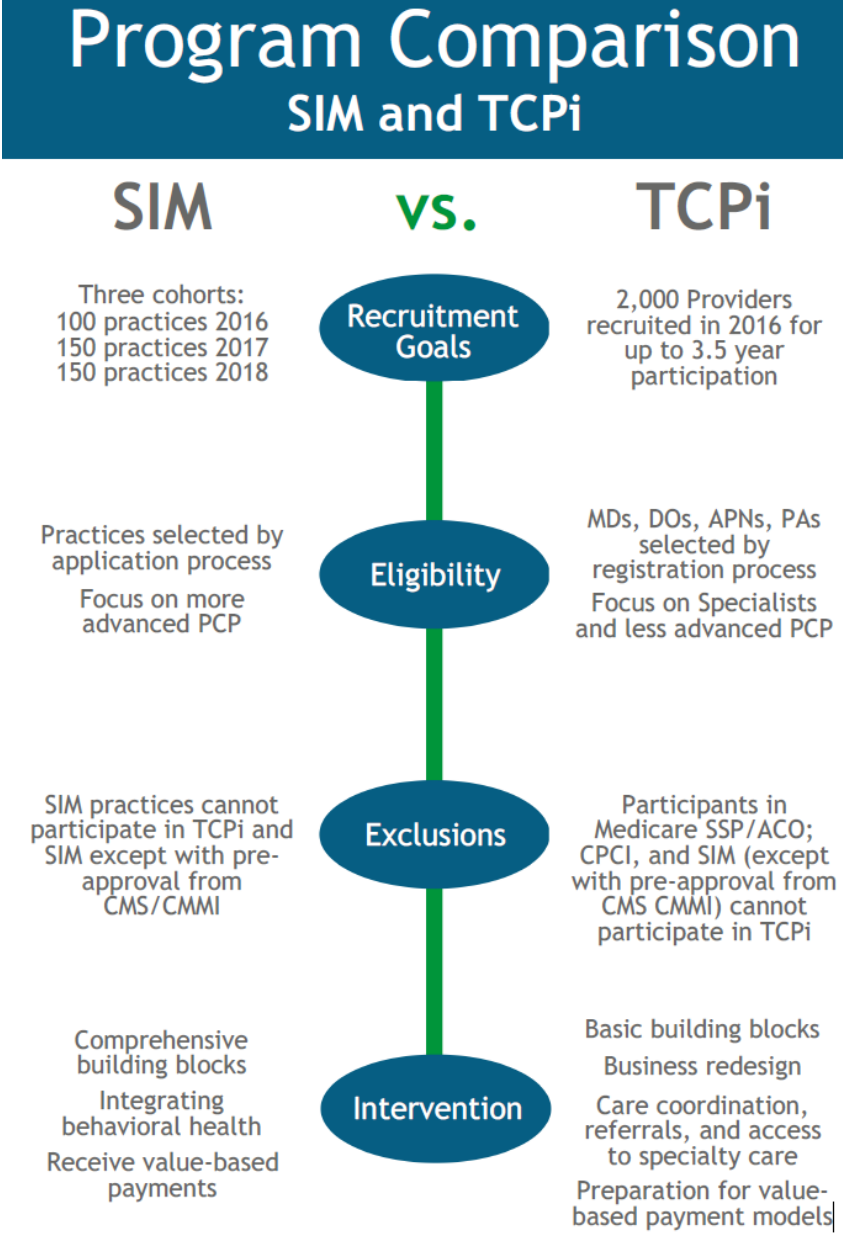 Program Comparison
SIM and TCPi
SIM
vs.
TCPi
Three cohorts:
100 practices 2016
150 practices 2017
150 practices 2018
Recruitment
Goals
2,000 Providers
recruited in 2016 for
up to 3.5 year
participation
Practices selected by
application process
Focus on more
advanced PCP
Eligibility
MDs, DOs, APNs, PAs
selected by
registration process
Focus on Specialists
and less advanced PCP
SIM practices cannot
participate in TCPi and
SIM except with pre-
approval from
CMS/CMMI
Exclusions
Participants in
Medicare SSP/ACO;
CPCI, and SIM (except
with pre-approval from
CMS CMMI) cannot
participate in TCPi
Comprehensive
building blocks
Integrating
behavioral health
Receive value-based
payments
Intervention
Basic building blocks
Business redesign
Care coordination,
referrals, and access
to specialty care
Preparation for value-
based payment models